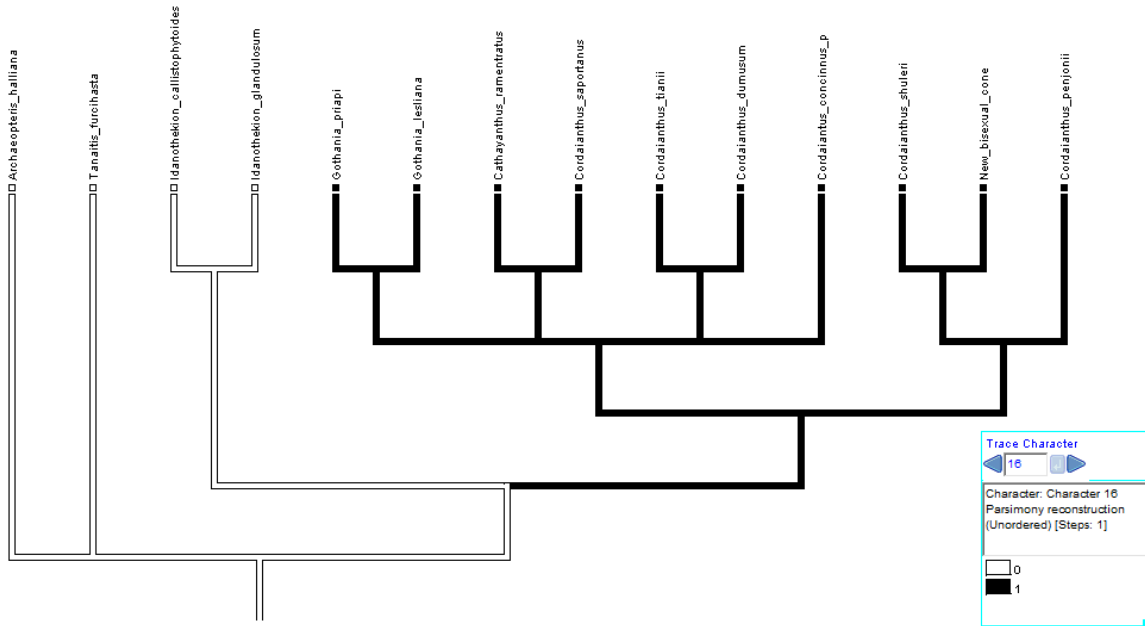 Archaeopteris_halliana
Tanaitis_furcihasta
Idanothekion_callistophytoides
Idanothekion_glandulosum
Gothania_priapi
Gothania_lesliana
Cathayanthus_ramentratus
Cordaianthus_saportanus
Cordaianthus_tianii
Cordaianthus_dumusum
Cordaiantus_concinnus_p
Cordaianthus_shuleri
New_bisexual_cone
Cordaianthus_penjonii
Trace Character
16
Character: Character 16
Parsimony reconstruction
(Unordered) [Steps: 1]
0
1